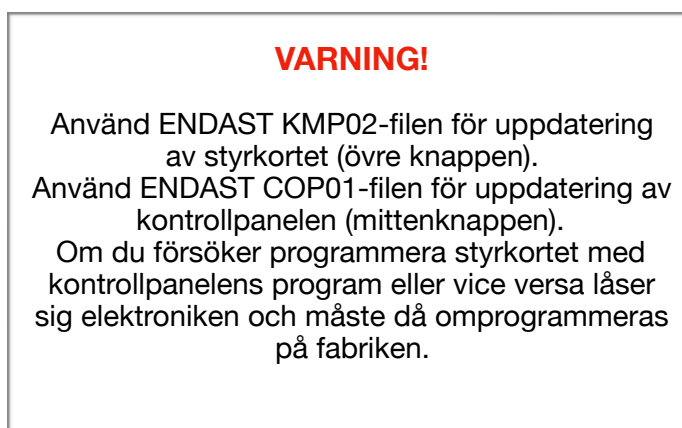 VARNING!
Använd ENDAST KMP02-filen för uppdatering
av styrkortet (övre knappen).
Använd ENDAST COP01-filen för uppdatering av
kontrollpanelen (mittenknappen).
Om du försöker programmera styrkortet med
kontrollpanelens program eller vice versa låser
sig elektroniken och måste då omprogrammeras
på fabriken.